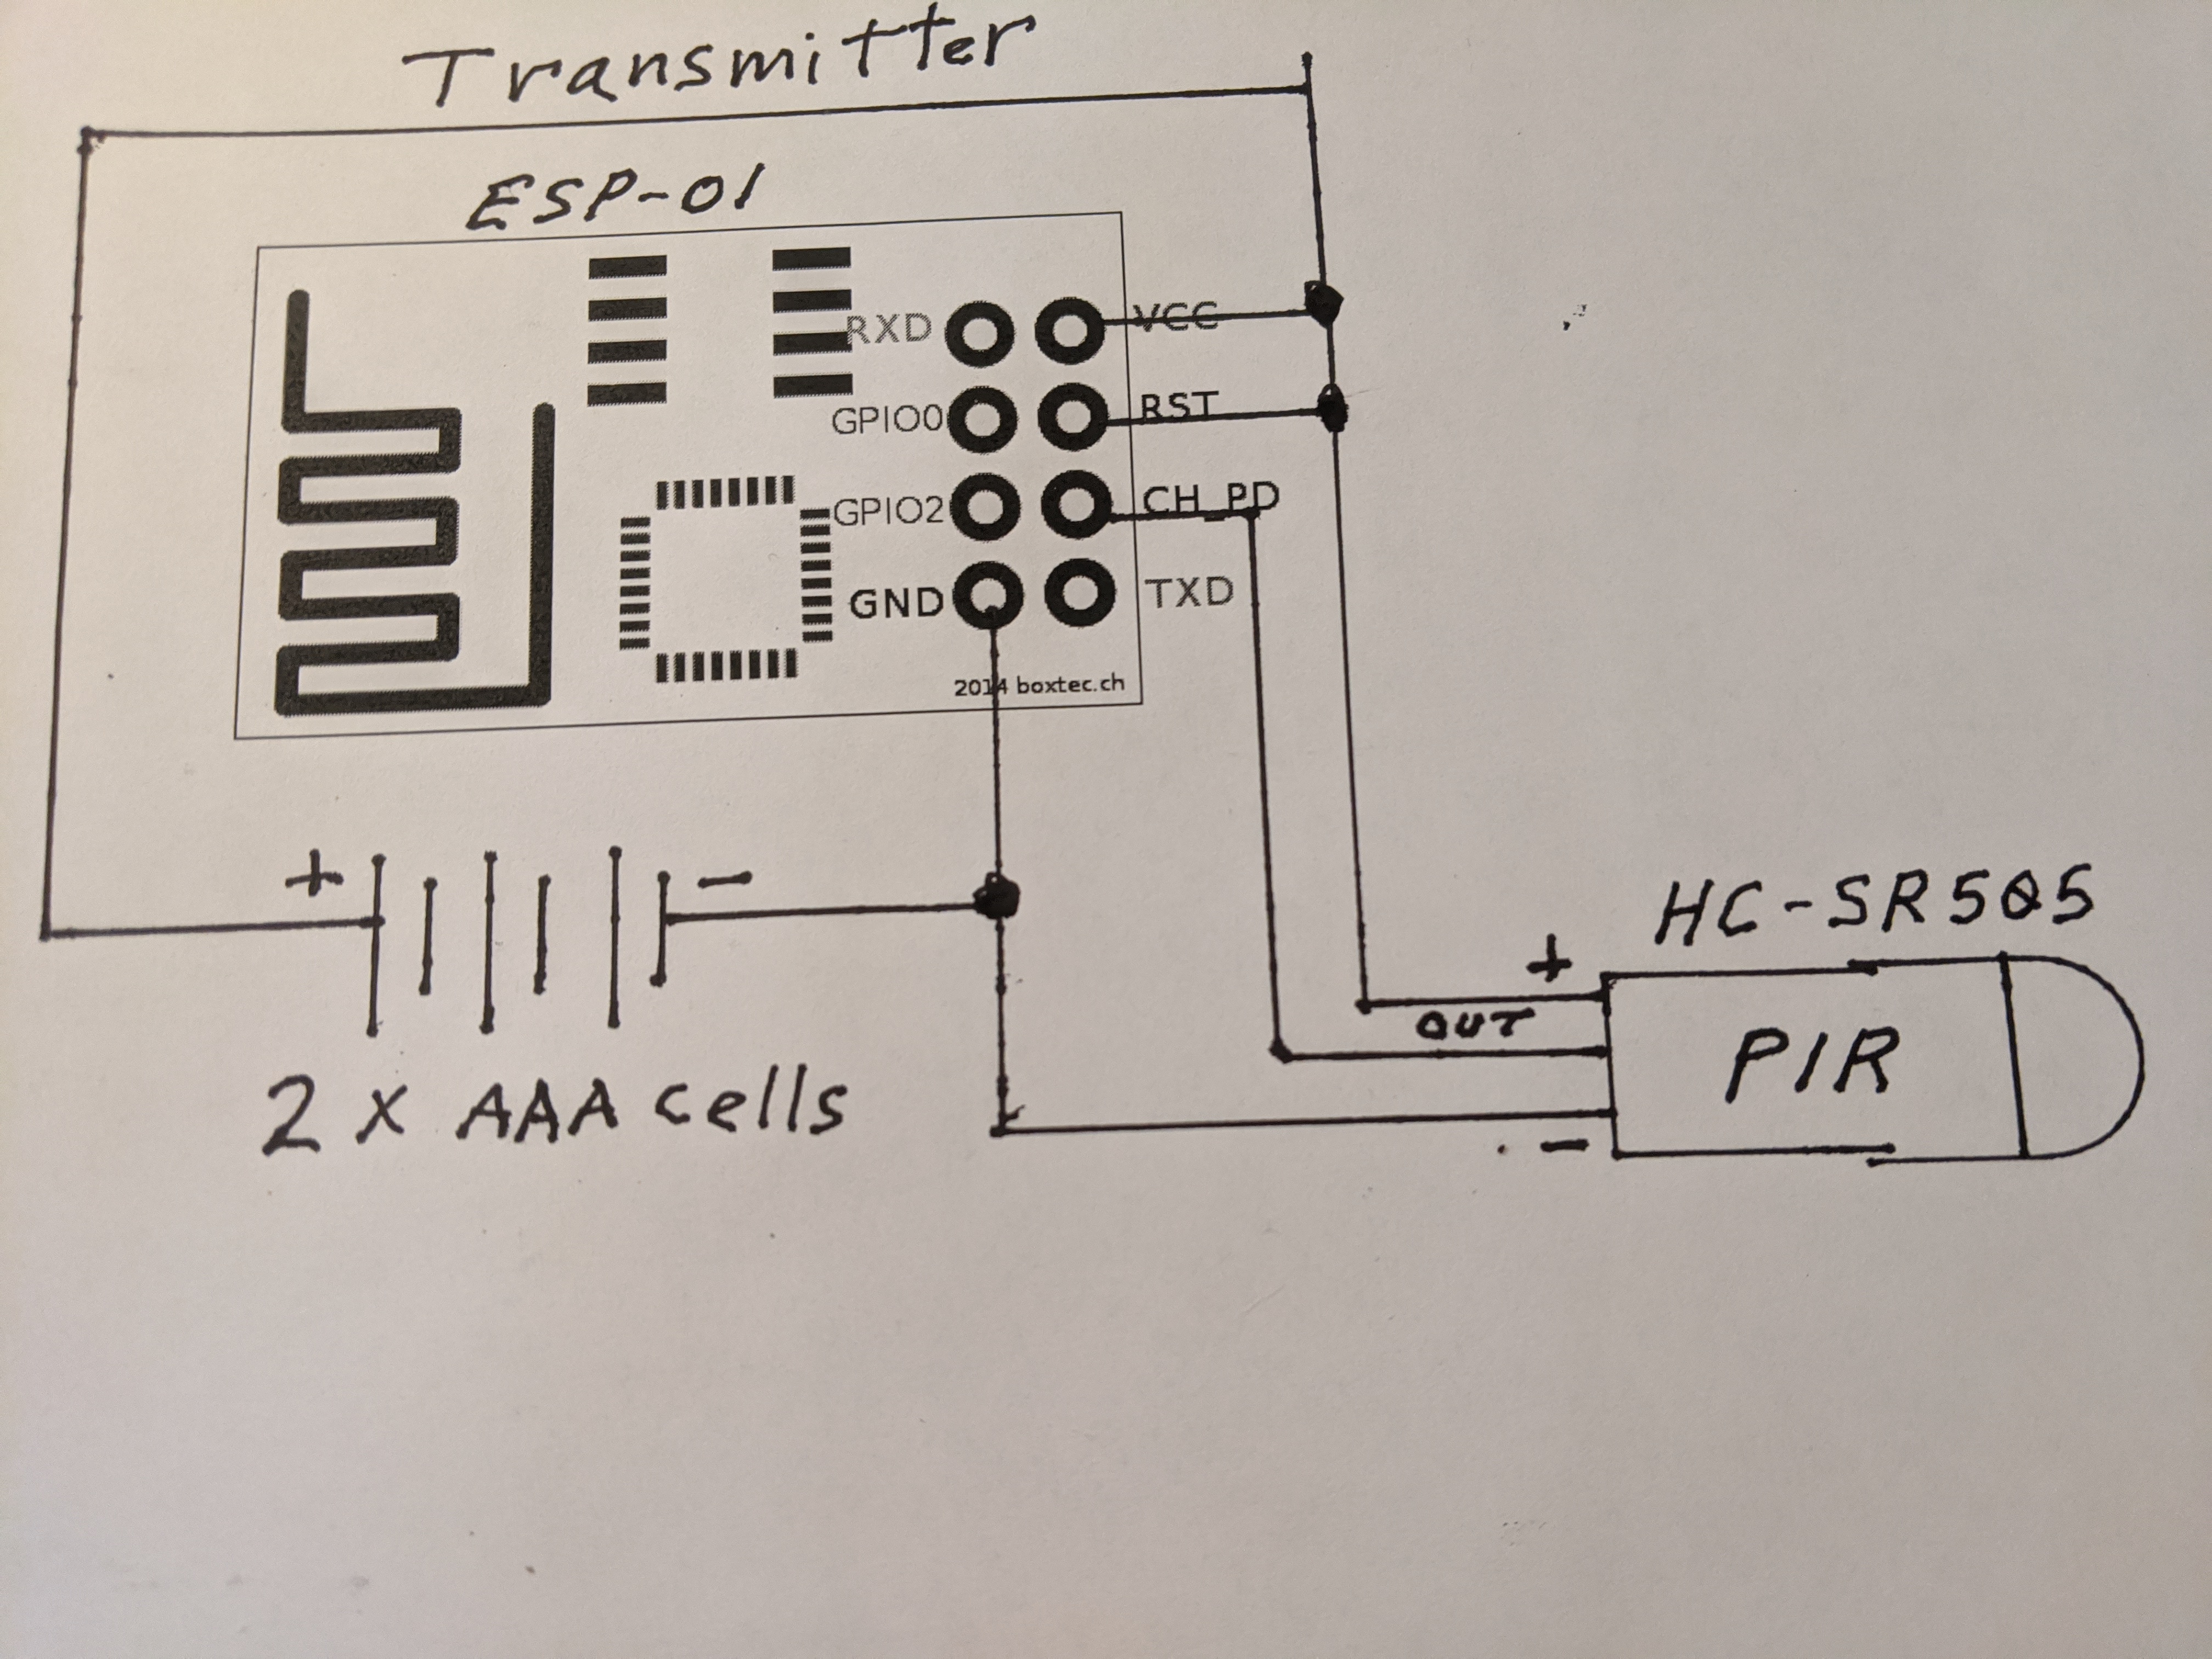 Transmitter
ESP-01
RXD
VCC
GPIO0
RST
GPIO2
CH_PD
GND
TXD
2014 boxtec.ch
+
-
2 x AAA cells
+
OUT
-
HC-SR505
PIR